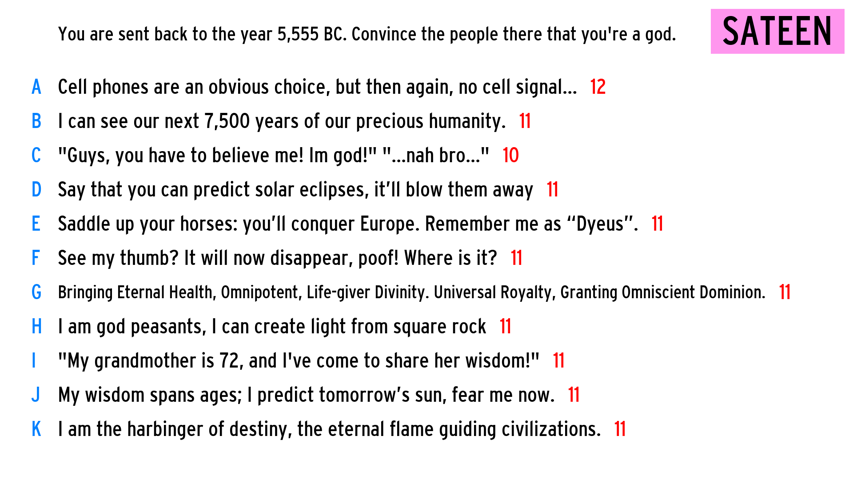 You are sent back to the year 5,555 BC. Convince the people there that you're a god.
SATEEN
A Cell phones are an obvious choice, but then again, no cell signal... 12
B I can see our next 7,500 years of our precious humanity. 11
C "Guys, you have to believe me! Im god!" "...nah bro..." 10
D Say that you can predict solar eclipses, it’ll blow them away 11
E Saddle up your horses: you’ll conquer Europe. Remember me as “Dyeus”. 11
F See my thumb? It will now disappear, poof! Where is it? 11
G Bringing Eternal Health, Omnipotent, Life-giver Divinity. Universal Royalty, Granting Omniscient Dominion. 11
H I am god peasants, I can create light from square rock 11
I "My grandmother is 72, and I've come to share her wisdom!" 11
J My wisdom spans ages; I predict tomorrow’s sun, fear me now. 11
K I am the harbinger of destiny, the eternal flame guiding civilizations. 11